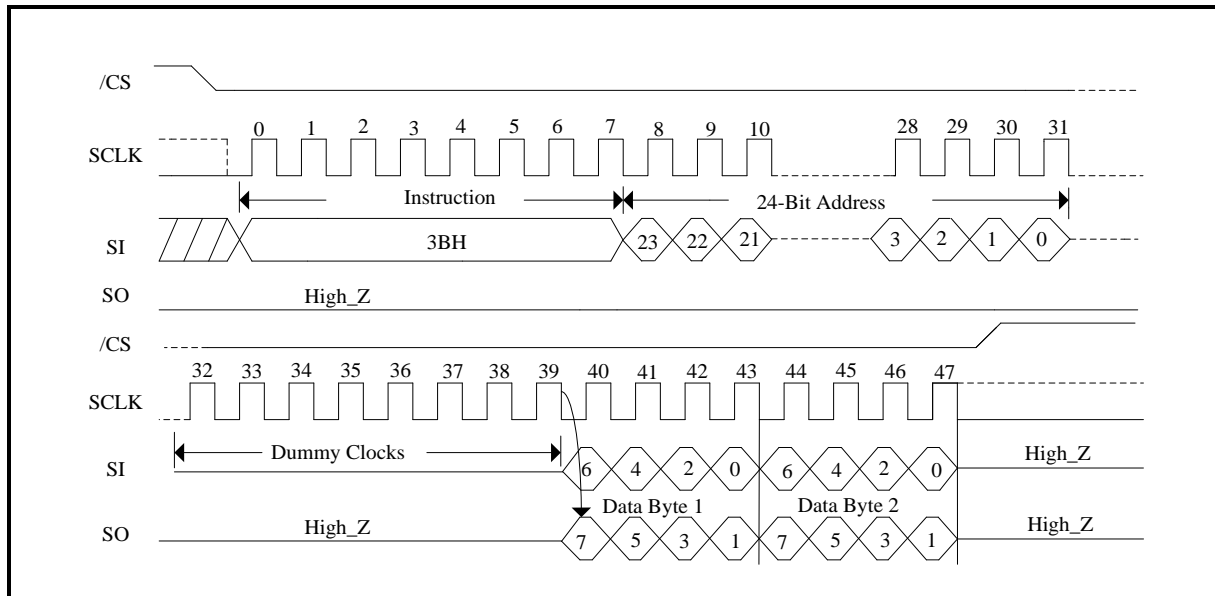 /CS
0 1 2 3 4 5 6 7 8 9 10 28 29 30 31
SCLK
Instruction 24-Bit Address
SI 3BH 23 22 21 3 2 1 0
SO High_Z
/CS
32 33 34 35 36 37 38 39 40 41 42 43 44 45 46 47
SCLK
Dummy Clocks
SI 6 4 2 0 6 4 2 0 High_Z
Data Byte 1 Data Byte 2
SO High_Z 7 5 3 1 7 5 3 1 High_Z